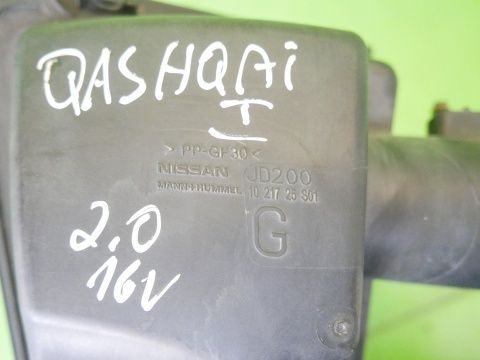 QASHQAi
I
>PP-GF30<
NISSAN JD200
MANN+HUMMEL 10 217 25 S01
G
2.0
16V